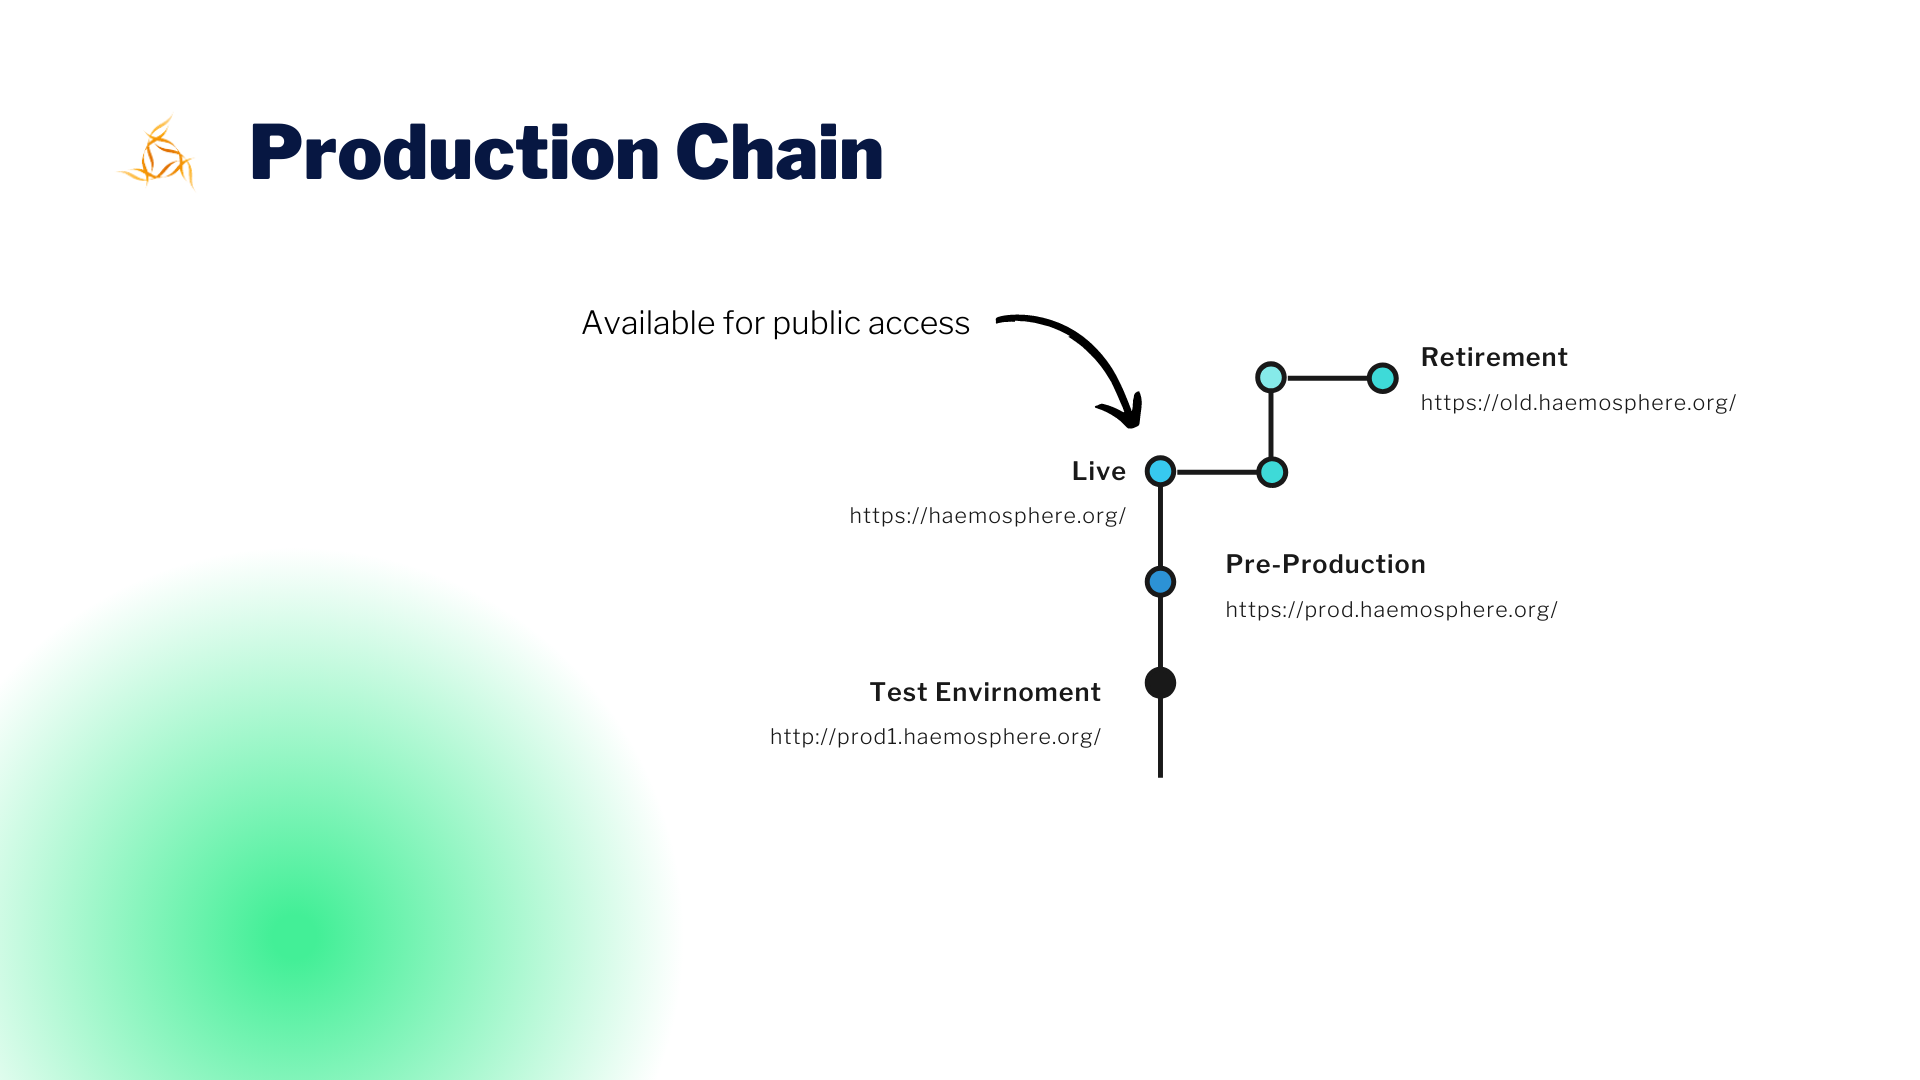 Production Chain
Available for public access
Retirement
https://old.haemosphere.org/
Live
https://haemosphere.org/
Pre-Production
https://prod.haemosphere.org/
Test Envirnoment
http://prod1.haemosphere.org/